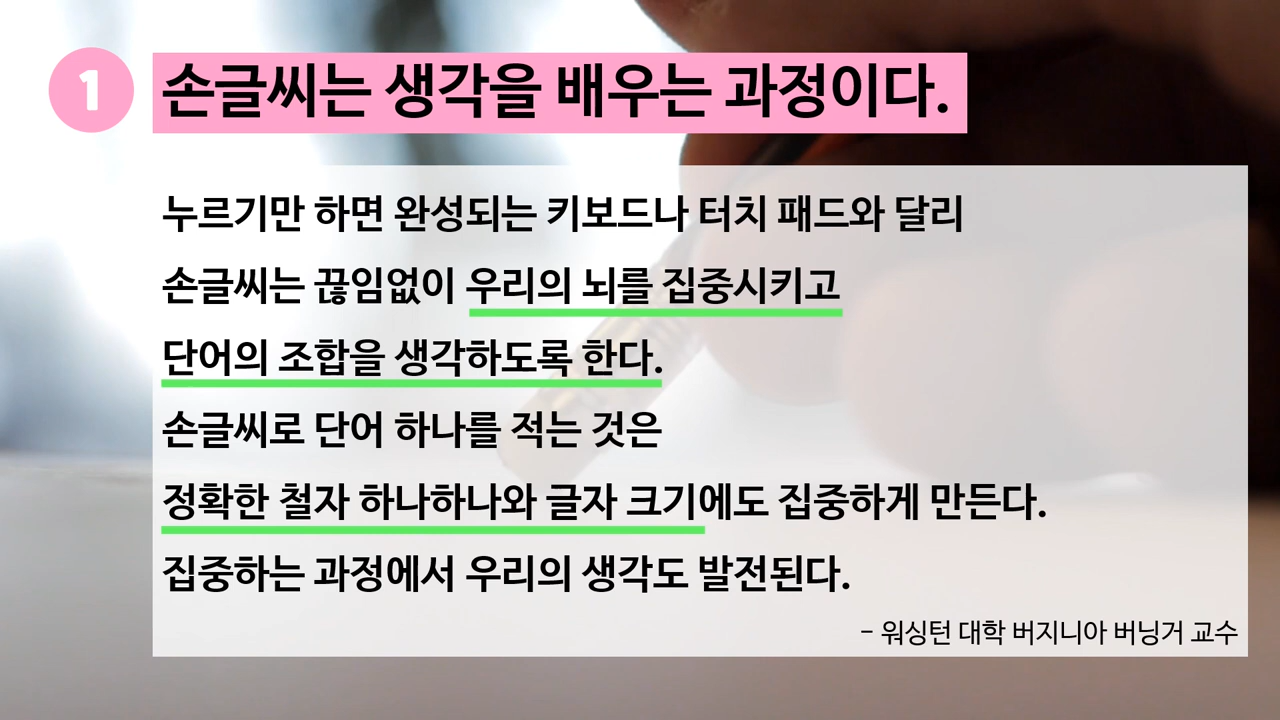 1 손글씨는 생각을 배우는 과정이다.
누르기만 하면 완성되는 키보드나 터치 패드와 달리
손글씨는 끊임없이 우리의 뇌를 집중시키고
단어의 조합을 생각하도록 한다.
손글씨로 단어 하나를 적는 것은
정확한 철자 하나하나와 글자 크기에도 집중하게 만든다.
집중하는 과정에서 우리의 생각도 발전된다.
- 워싱턴 대학 버지니아 버닝거 교수